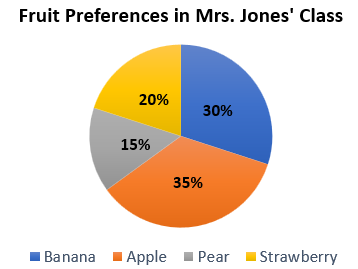 Fruit Preferences in Mrs. Jones' Class
20%
30%
15%
35%
Banana Apple Pear Strawberry